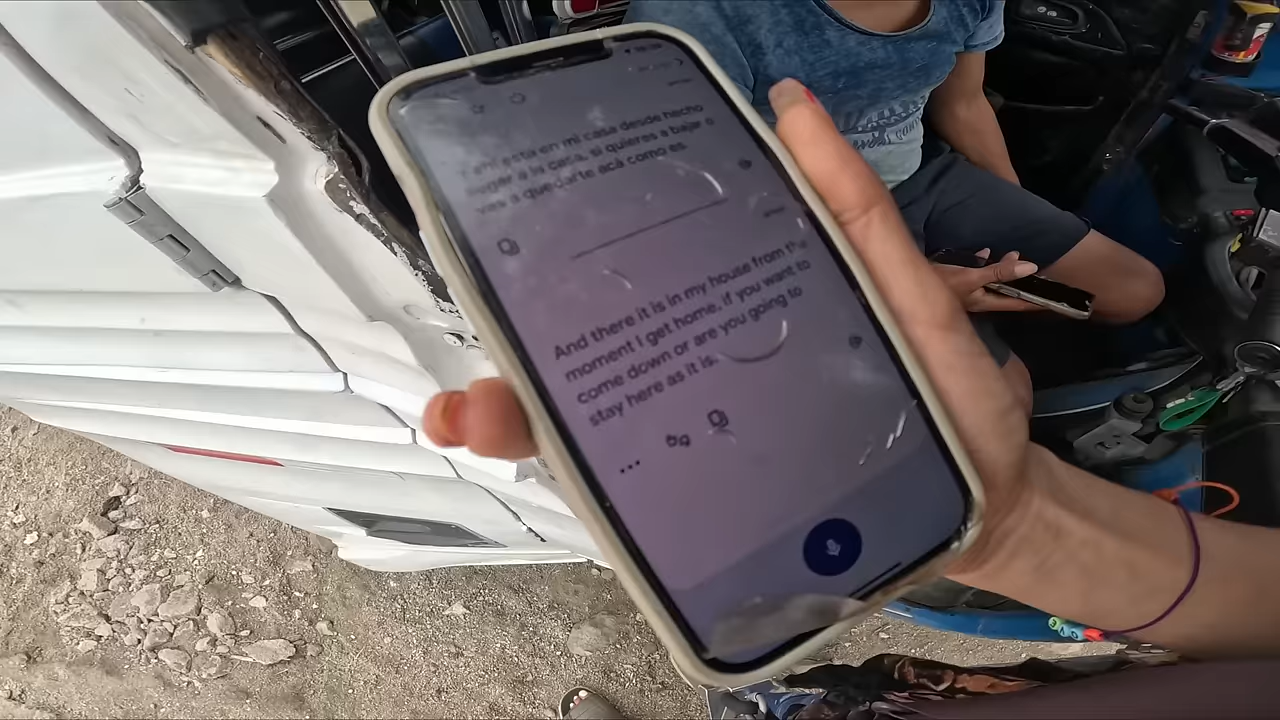 ahí está en mi casa desde hecho
llegar a la casa, si quieres a bajar o
vas a quedarte acá como es.
And there it is in my house from the
moment I get home, if you want to
come down or are you going to
stay here as it is.